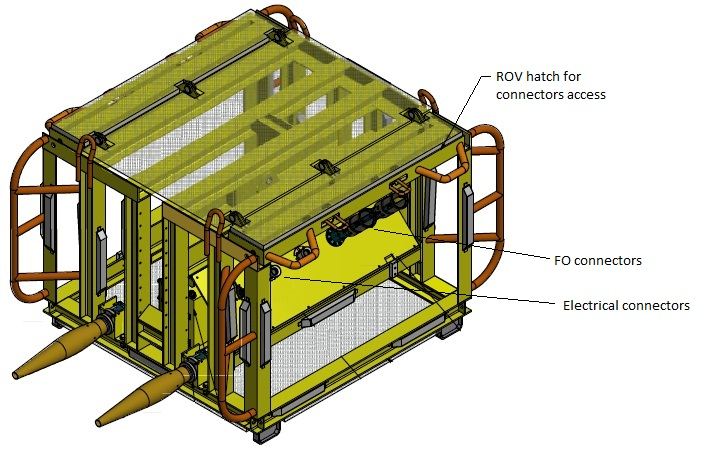 ROV hatch for
connectors access
FO connectors
Electrical connectors